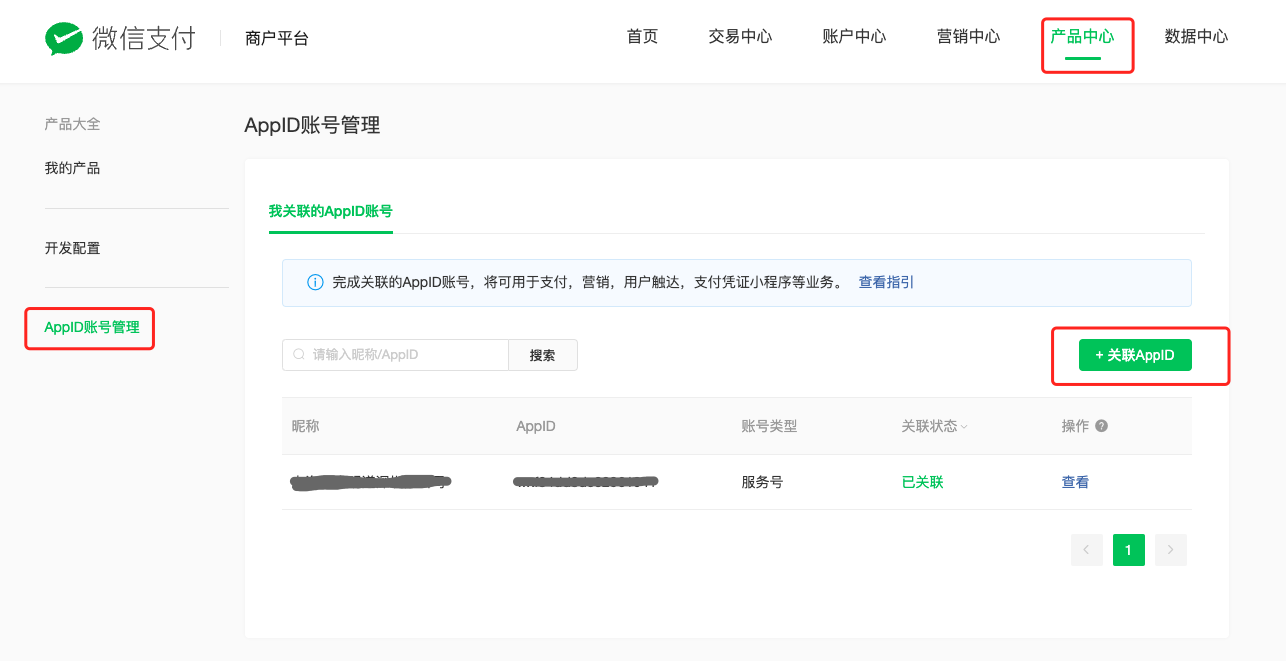 微信支付 商户平台 首页 交易中心 账户中心 营销中心 产品中心 数据中心
产品大全
AppID账号管理
我的产品
我关联的AppID账号
开发配置
完成关联的AppID账号，将可用于支付，营销，用户触达，支付凭证小程序等业务。 查看指引
AppID账号管理
请输入昵称/AppID 搜索 + 关联AppID
昵称 AppID 账号类型 关联状态 操作 ?
服务号 已关联 查看
< 1 >